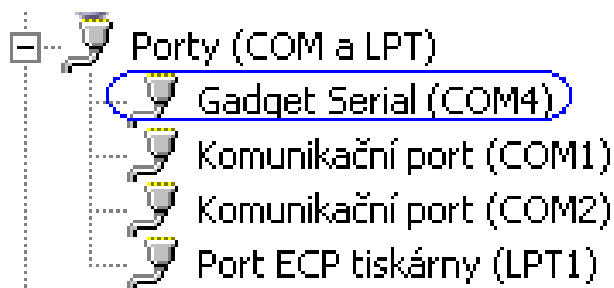 Porty (COM a LPT)
Gadget Serial (COM4)
Komunikační port (COM1)
Komunikační port (COM2)
Port ECP tiskárny (LPT1)